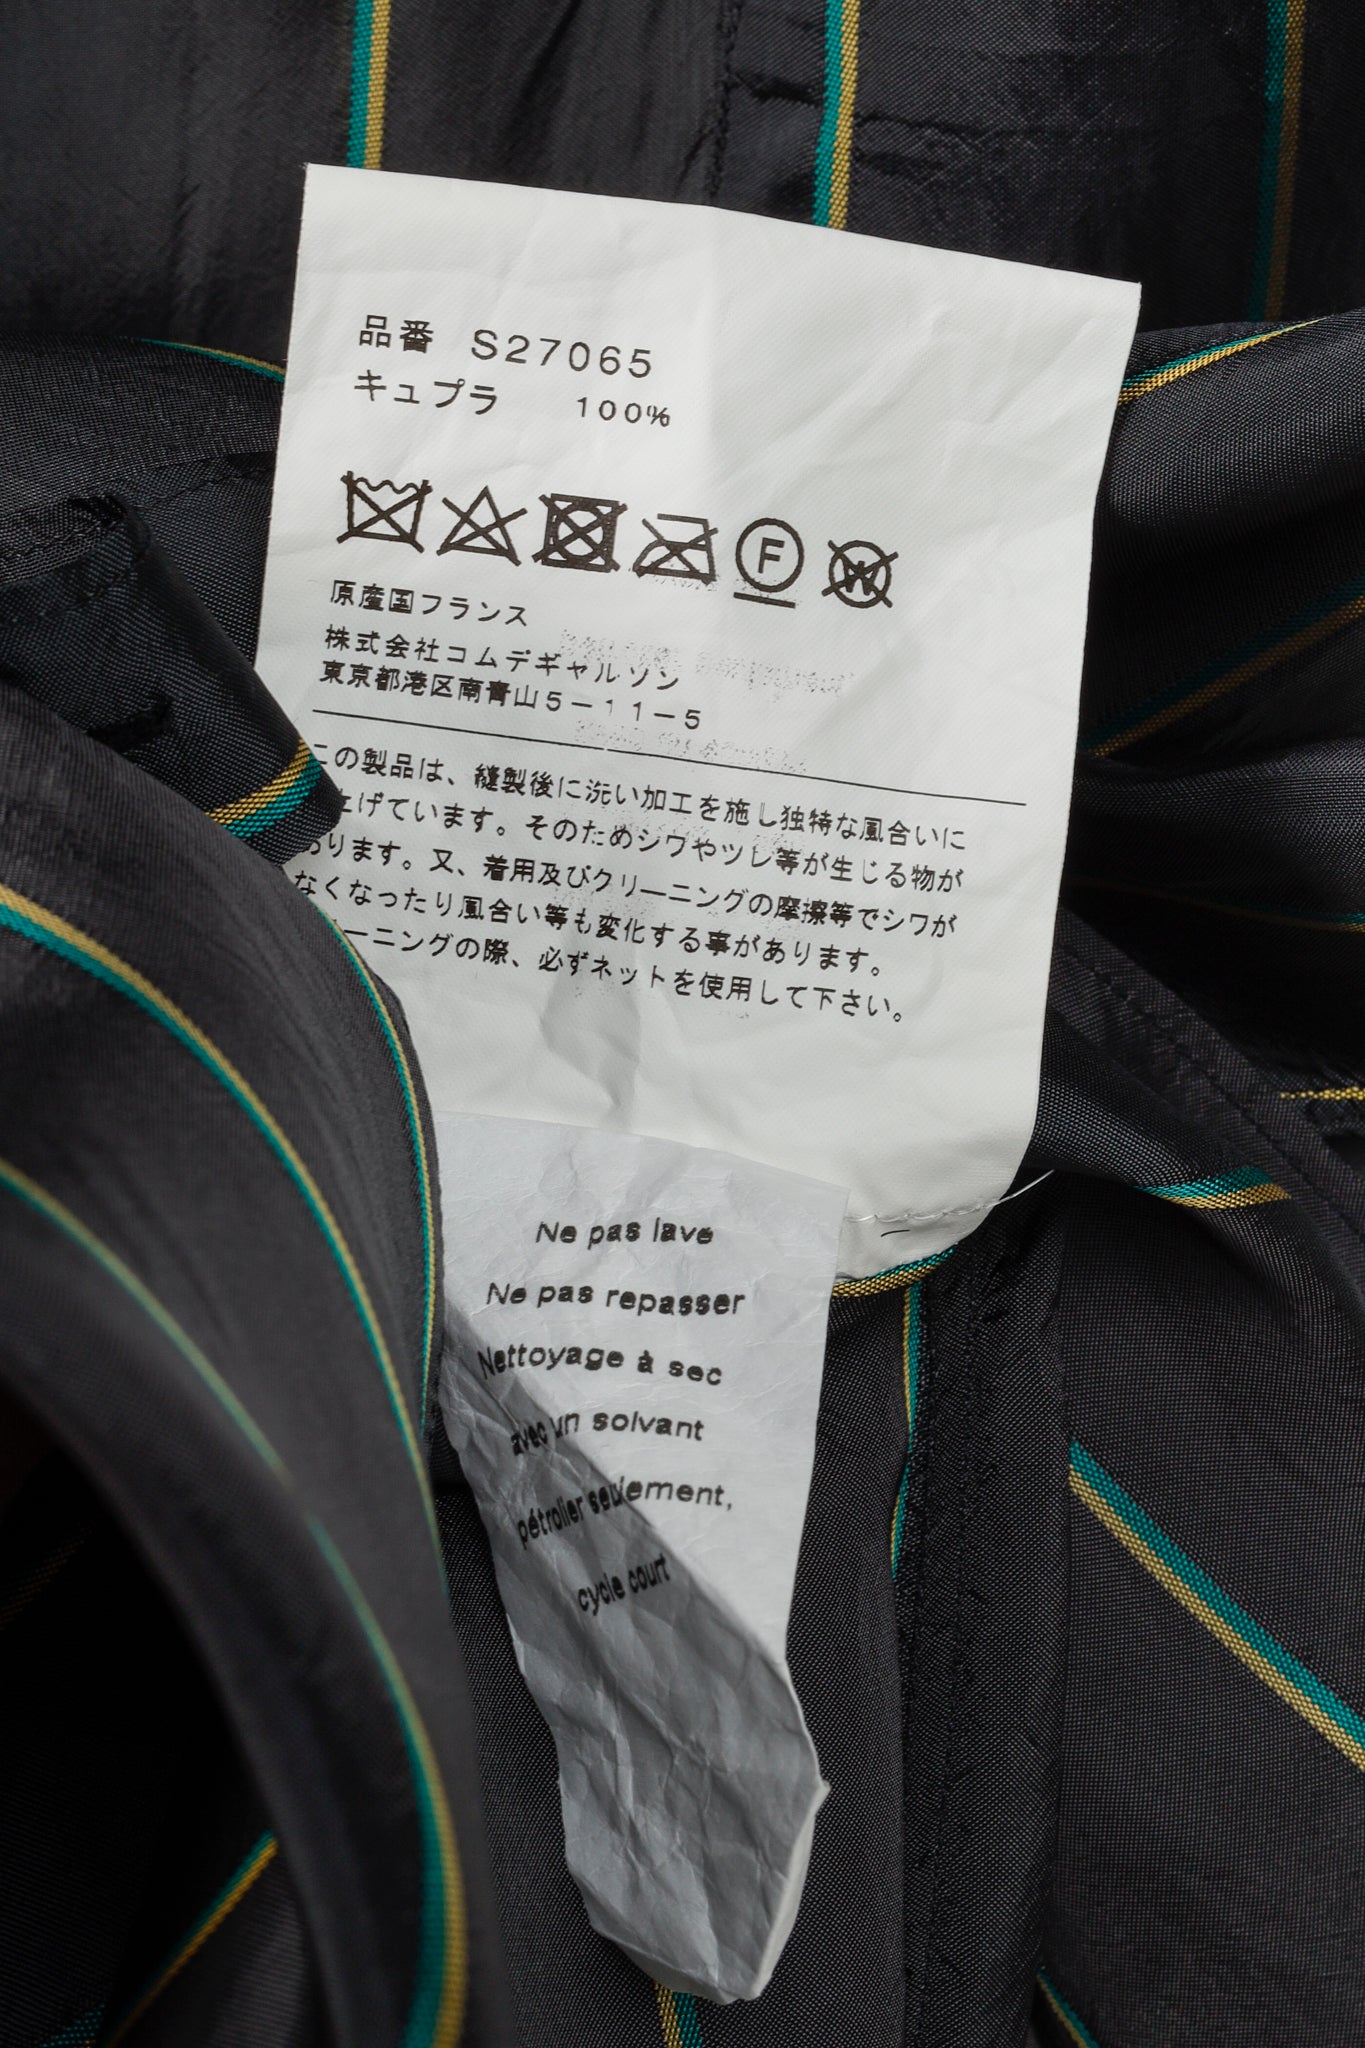 品番 S27065
キュプラ 100%
F
W
原産国フランス
株式会社コムデギャルソン
東京都港区南青山5-11-5
この製品は、縫製後に洗い加工を施し独特な風合いに
上げています。そのためシワやツレ等が生じる物が
あります。又、着用及びクリーニングの摩擦等でシワが
なくなったり風合い等も変化する事があります。
ーニングの際、必ずネットを使用して下さい。
Ne pas lavé
Ne pas repasser
Nettoyage à sec
avec un solvant
pétrolier seulement,
cycle court